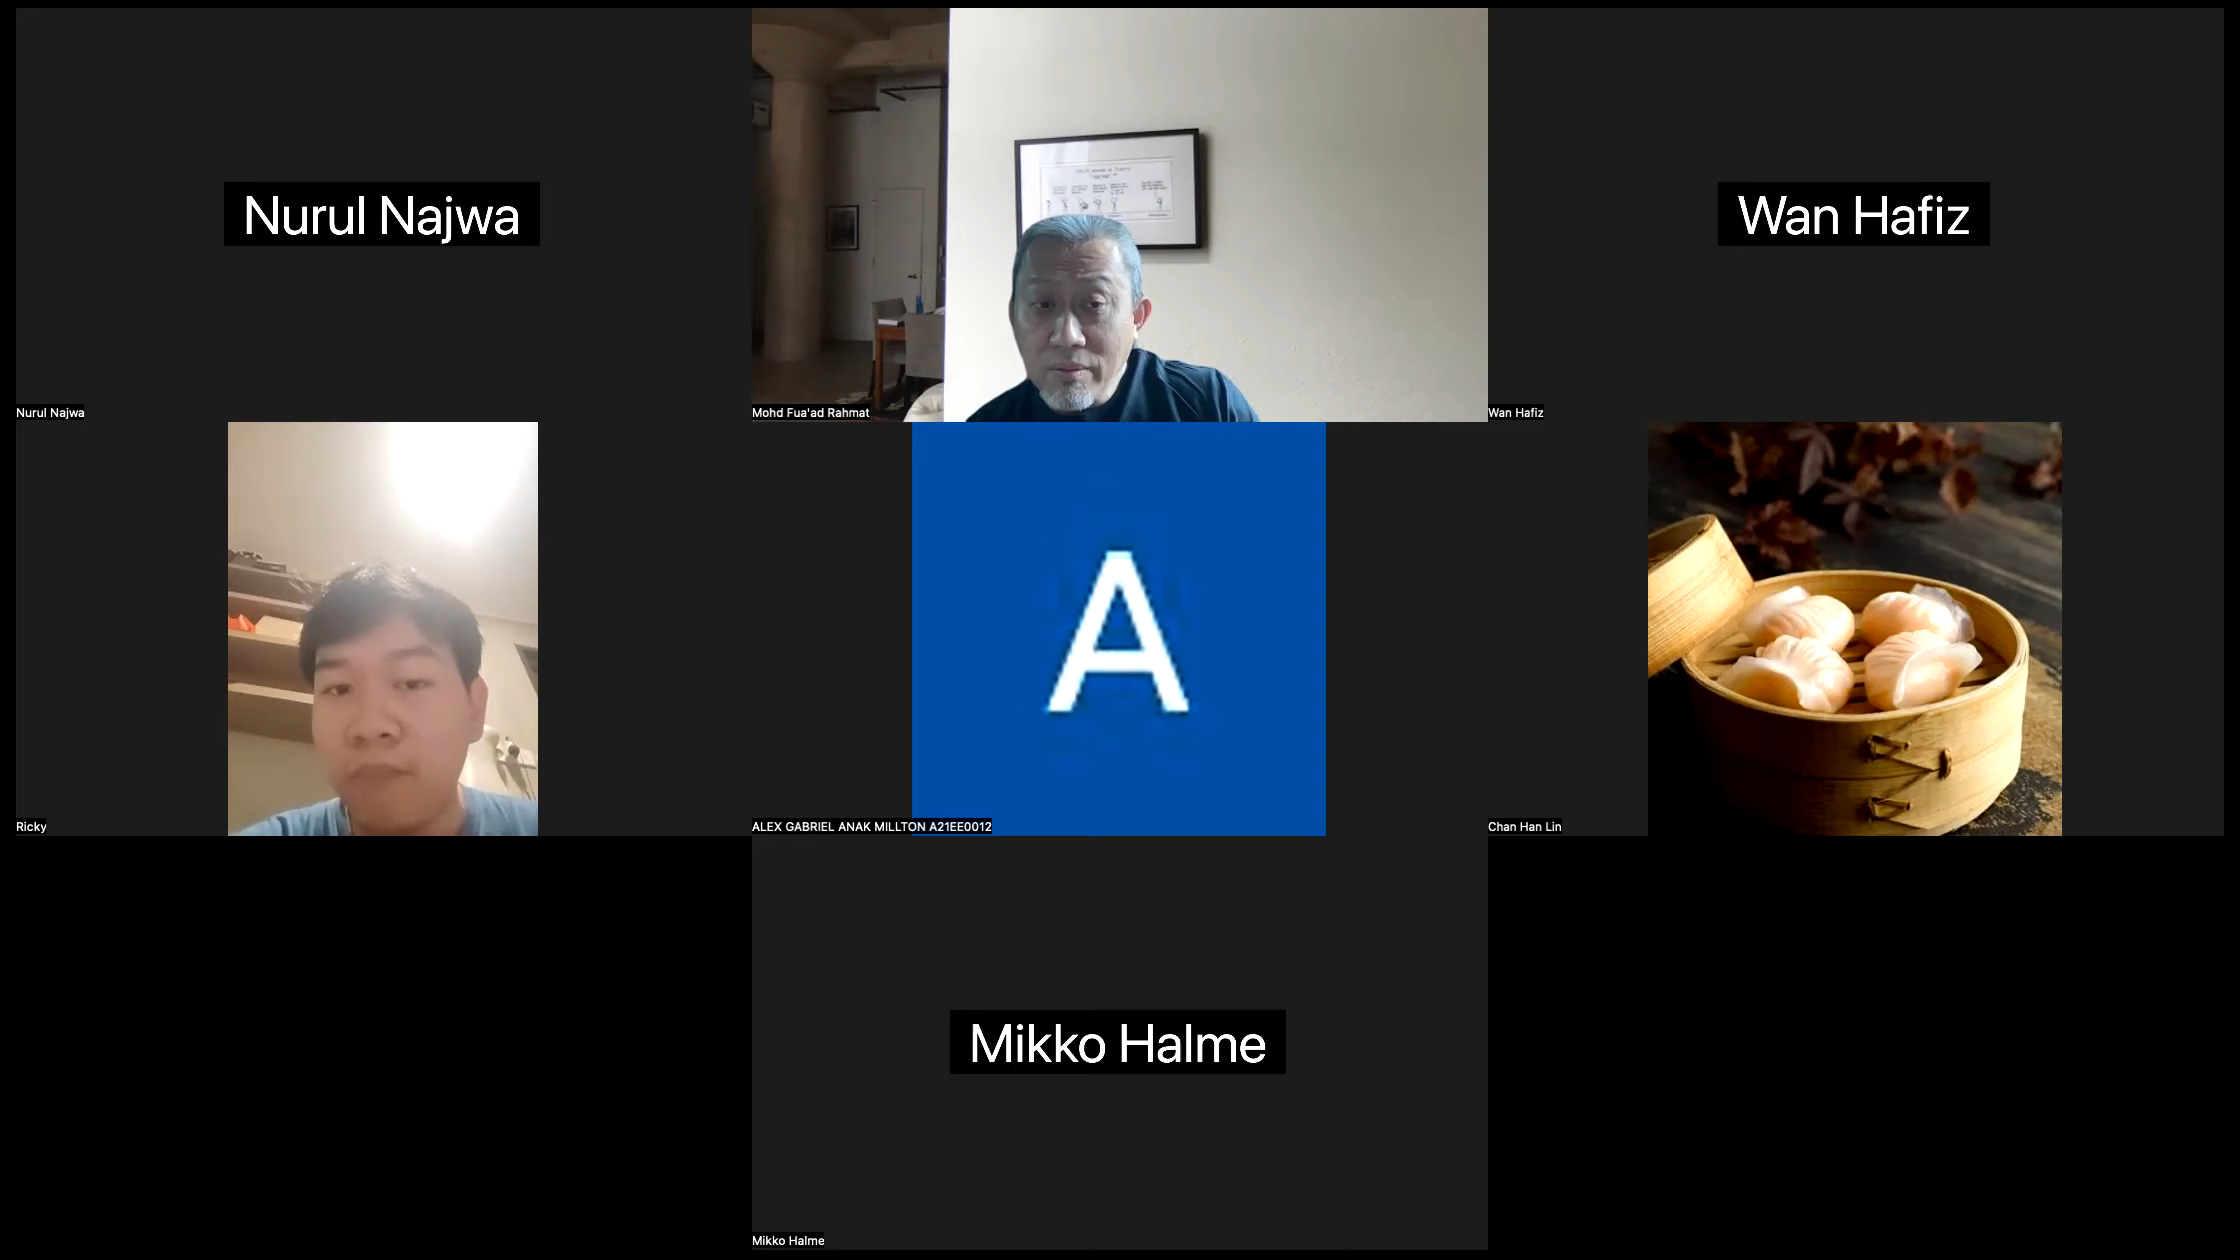 Nurul Najwa
Wan Hafiz
Nurul Najwa
Mohd Fua'ad Rahmat
Wan Hafiz
A
Ricky
ALEX GABRIEL ANAK MILLTON A21EE0012
Chan Han Lin
Mikko Halme
Mikko Halme